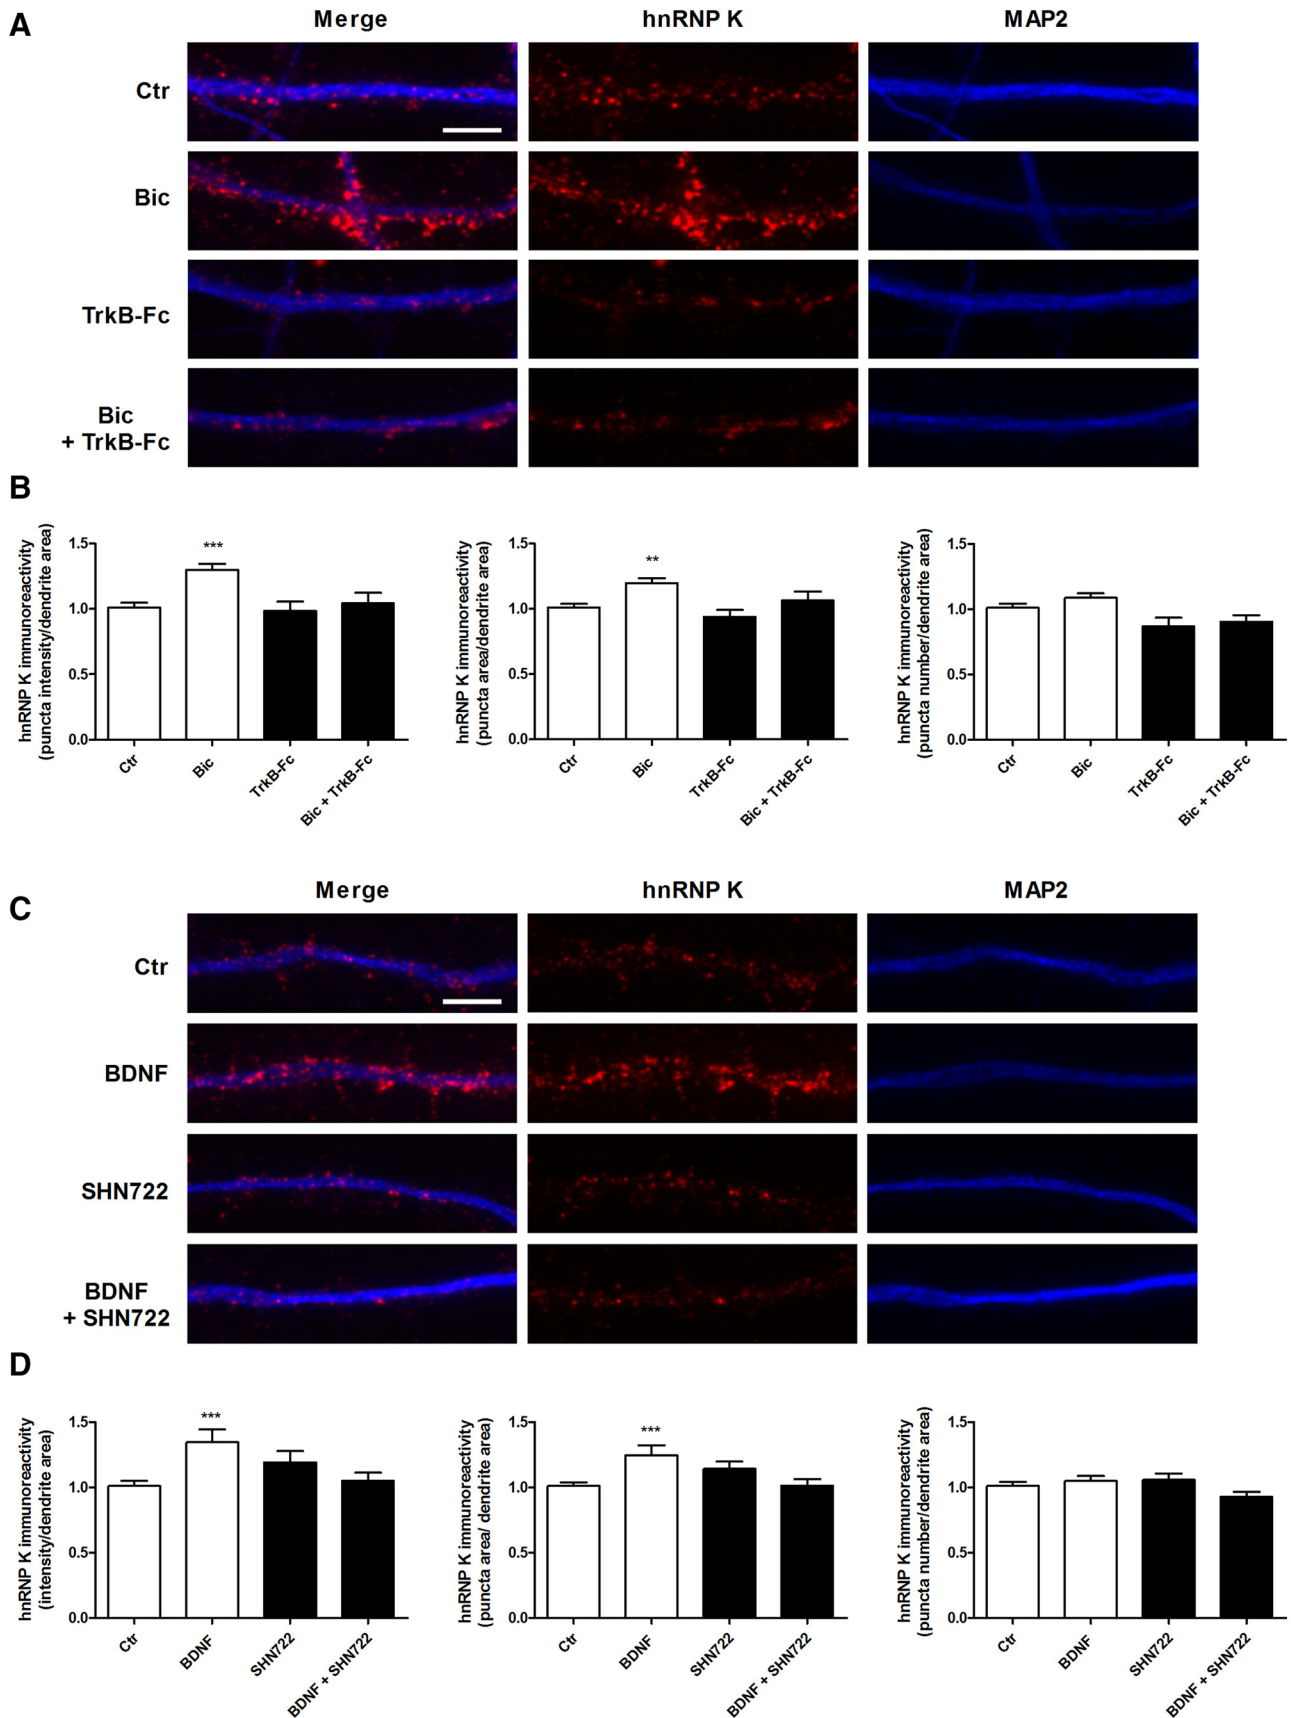 A
Merge
hnRNP K
MAP2
Ctr
Bic
TrkB-Fc
Bic
+ TrkB-Fc
B
hnRNP K immunoreactivity
(puncta intensity/dendrite area)
1.5
1.0
0.5
0.0
***
Ctr
Bic
TrkB-Fc
Bic + TrkB-Fc
hnRNP K immunoreactivity
(puncta area/dendrite area)
1.5
1.0
0.5
0.0
**
Ctr
Bic
TrkB-Fc
Bic + TrkB-Fc
hnRNP K immunoreactivity
(puncta number/dendrite area)
1.5
1.0
0.5
0.0
Ctr
Bic
TrkB-Fc
Bic + TrkB-Fc
C
Merge
hnRNP K
MAP2
Ctr
BDNF
SHN722
BDNF
+ SHN722
D
hnRNP K immunoreactivity
(intensity/dendrite area)
1.5
1.0
0.5
0.0
***
Ctr
BDNF
SHN722
BDNF + SHN722
hnRNP K immunoreactivity
(puncta area/ dendrite area)
1.5
1.0
0.5
0.0
***
Ctr
BDNF
SHN722
BDNF + SHN722
hnRNP K immunoreactivity
(puncta number/dendrite area)
1.5
1.0
0.5
0.0
Ctr
BDNF
SHN722
BDNF + SHN722